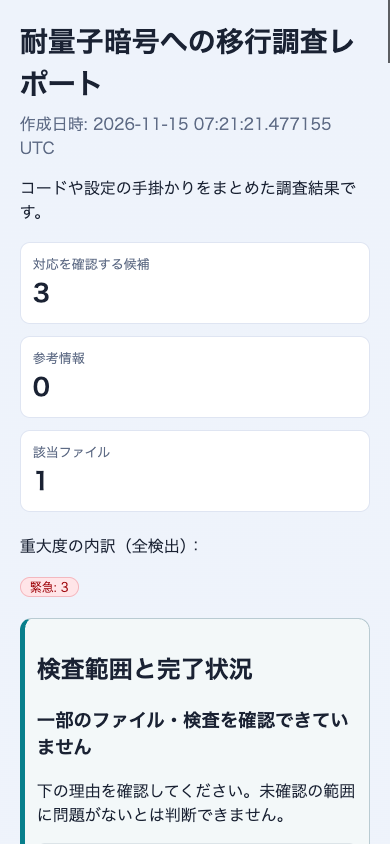 耐量子暗号への移行調査レ
ポート
作成日時: 2026-11-15 07:21:21.477155
UTC
コードや設定の手掛かりをまとめた調査結果で
す。
対応を確認する候補
3
参考情報
0
該当ファイル
1
重大度の内訳（全検出）:
緊急: 3
検査範囲と完了状況
一部のファイル・検査を確認できてい
ません
下の理由を確認してください。未確認の範囲
に問題がないとは判断できません。